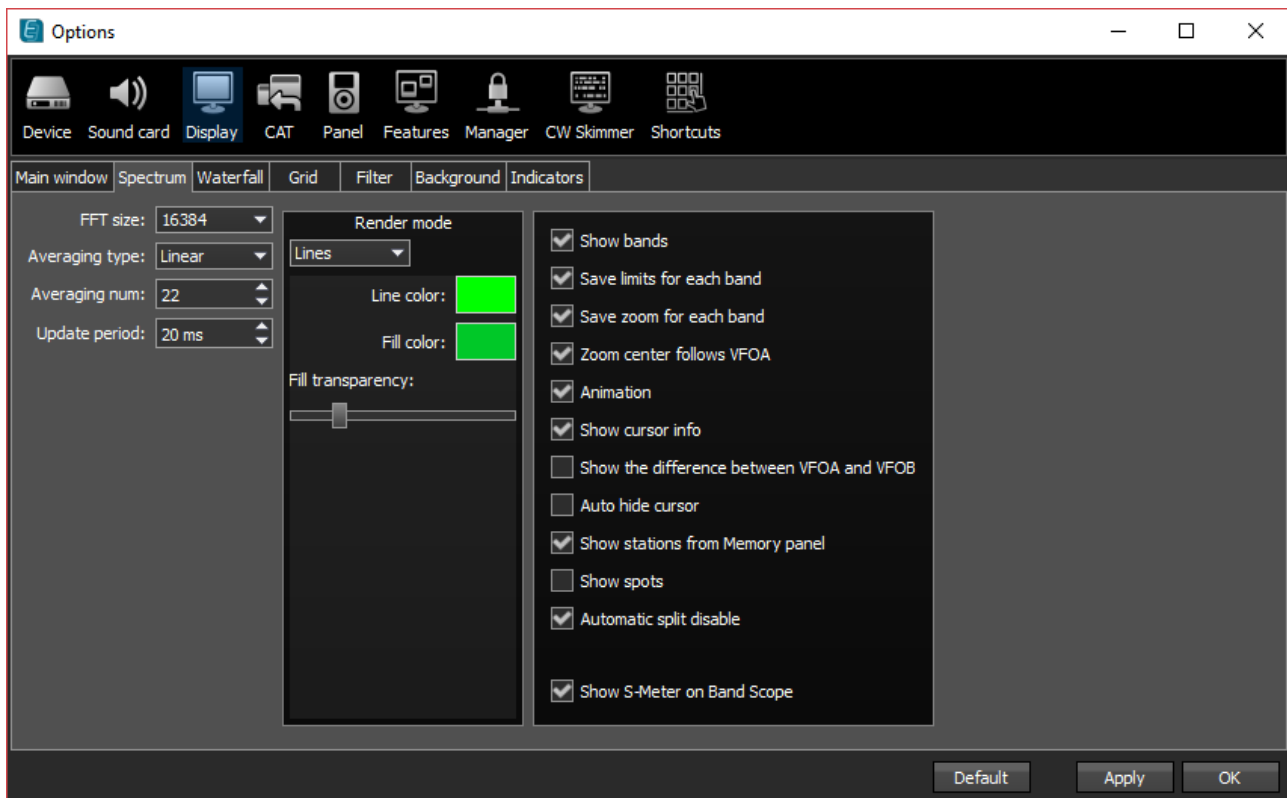 Options
Device Sound card Display CAT Panel Features Manager CW Skimmer Shortcuts
Main window Spectrum Waterfall Grid Filter Background Indicators
FFT size: 16384
Averaging type: Linear
Averaging num: 22
Update period: 20 ms
Render mode
Lines
Line color:
Fill color:
Fill transparency:
Show bands
Save limits for each band
Save zoom for each band
Zoom center follows VFOA
Animation
Show cursor info
Show the difference between VFOA and VFOB
Auto hide cursor
Show stations from Memory panel
Show spots
Automatic split disable
Show S-Meter on Band Scope
Default Apply OK